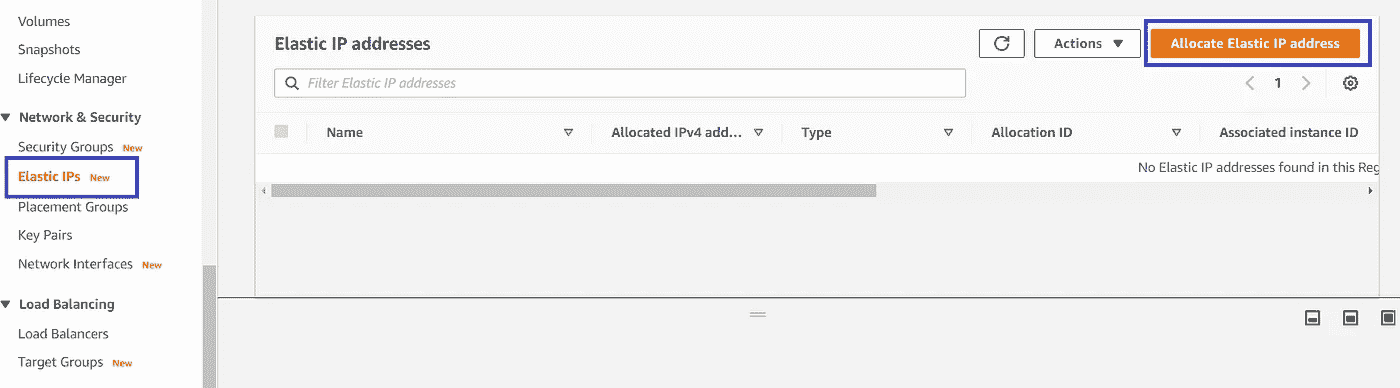 Volumes
Snapshots
Lifecycle Manager
Network & Security
Security Groups New
Elastic IPs New
Placement Groups
Key Pairs
Network Interfaces New
Load Balancing
Load Balancers
Target Groups New
Elastic IP addresses
Actions
Allocate Elastic IP address
Filter Elastic IP addresses
1
Name Allocated IPv4 add... Type Allocation ID Associated instance ID
No Elastic IP addresses found in this Reg